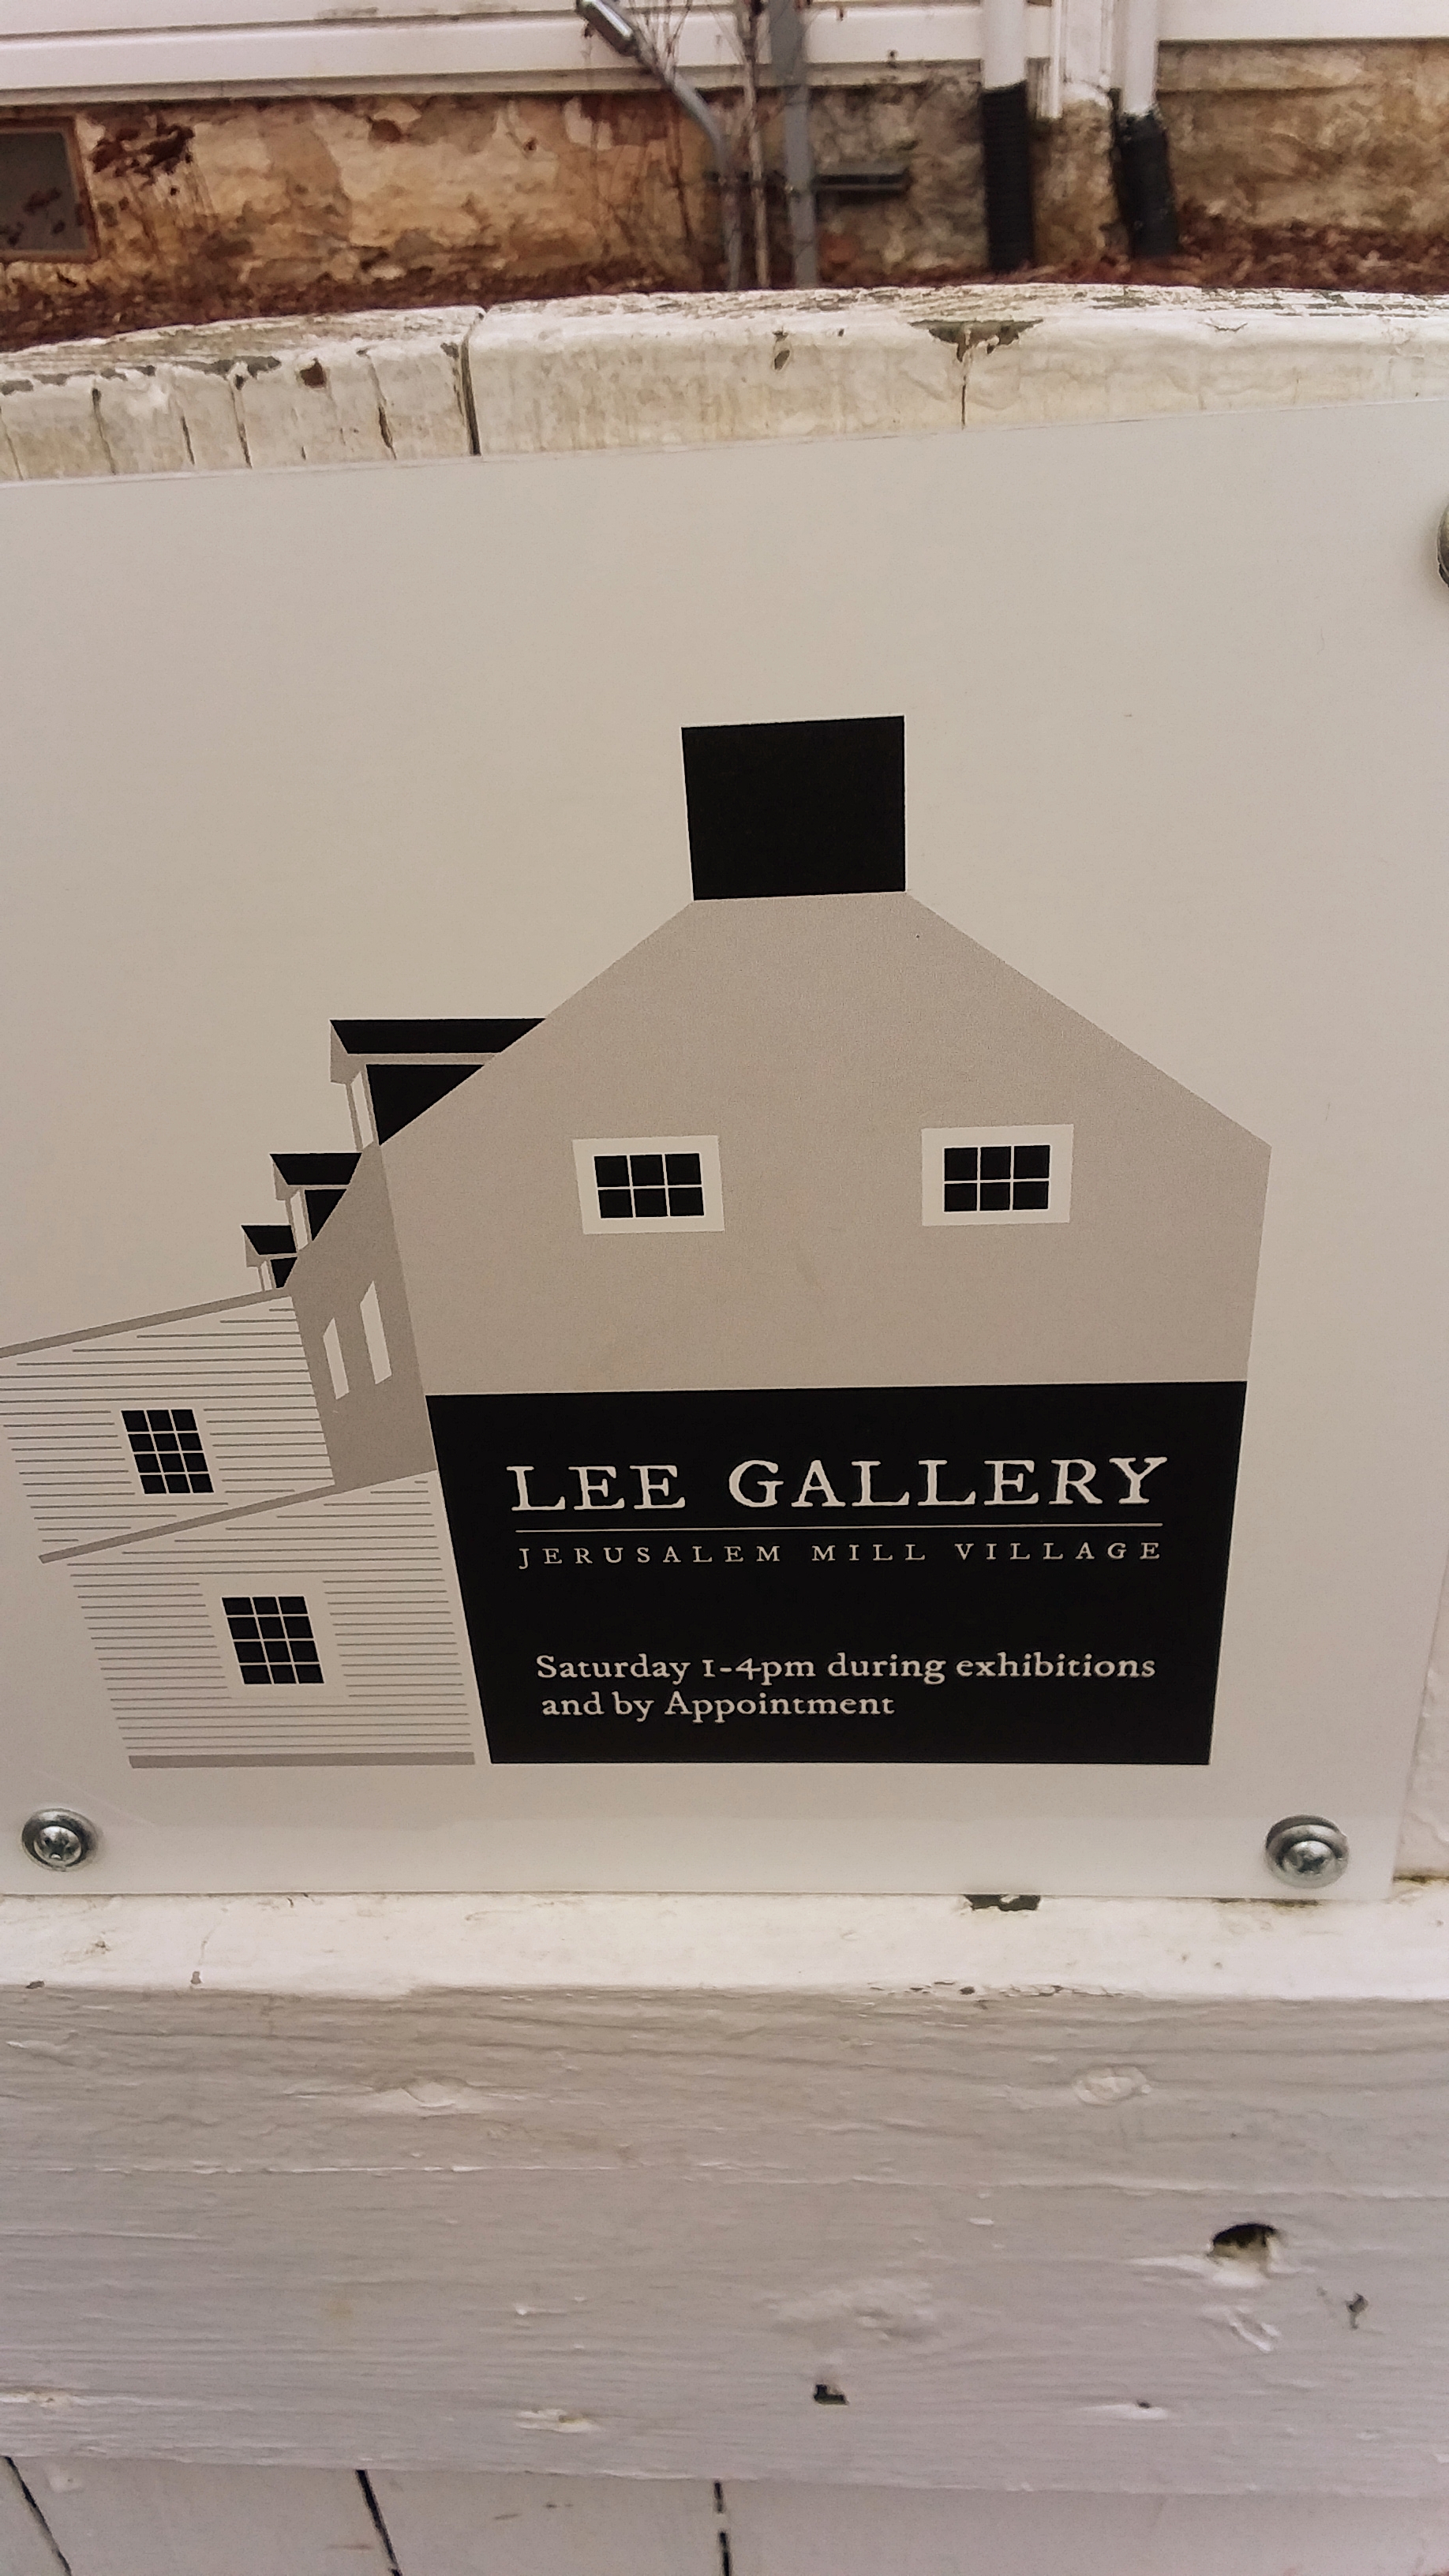 LEE GALLERY
JERUSALEM MILL VILLAGE
Saturday 1-4pm during exhibitions
and by Appointment